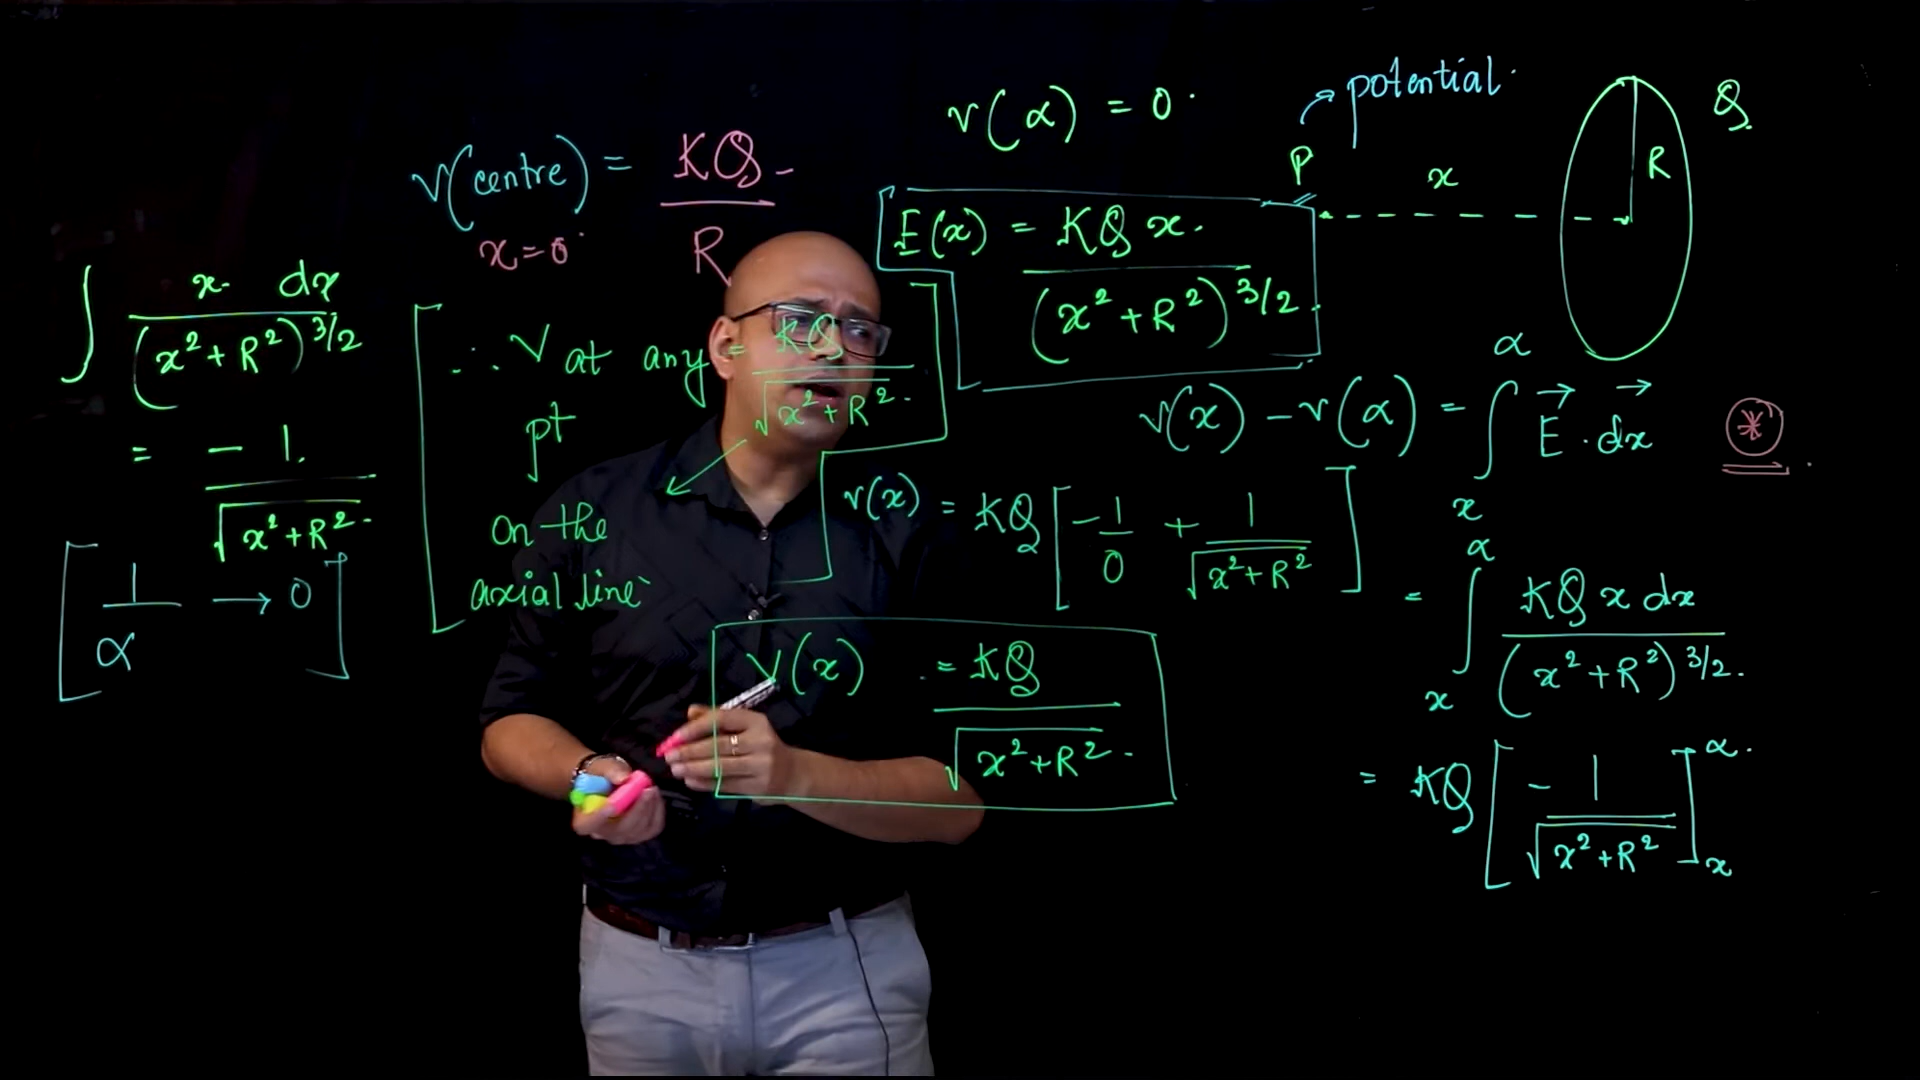 V(centre) = KQ
R
x=0
v(α) = 0
potential
P
x
R
Q
E(x) = KQ x
(x² + R²)^3/2
∫ x dx
(x² + R²)^3/2
= - 1
√x² + R²
[ 1 → 0 ]
α
∴ V at any = KQ
pt
√x² + R²
on the
axial line
v(x) - v(α) = ∫ E⃗ . dx⃗
α
x
*
v(x) = KQ [ - 1 + 1 ]
0 √x² + R²
V(x) = KQ
√x² + R²
α
= ∫ KQ x dx
x
(x² + R²)^3/2
= KQ [ - 1 ] α
√x² + R² x